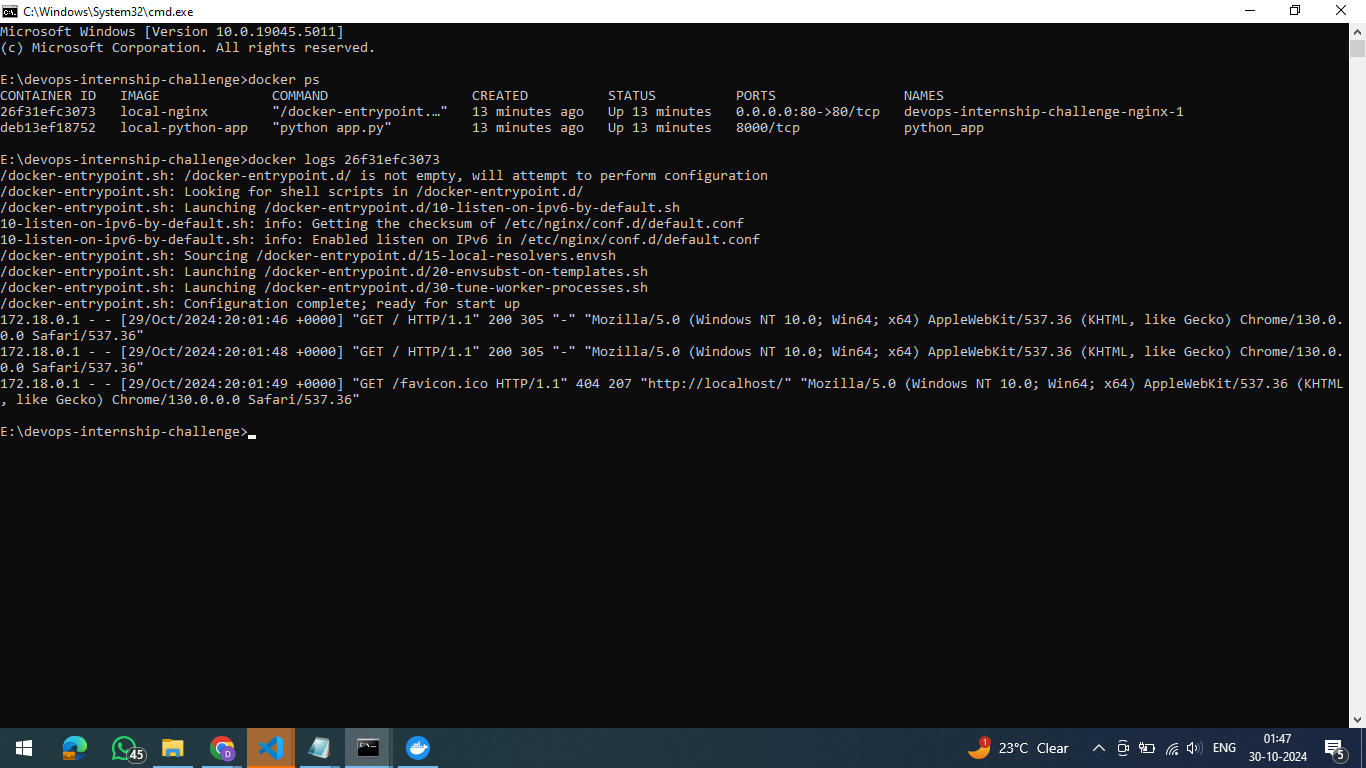 C:\Windows\System32\cmd.exe
Microsoft Windows [Version 10.0.19045.5011]
(c) Microsoft Corporation. All rights reserved.
E:\devops-internship-challenge>docker ps
CONTAINER ID   IMAGE              COMMAND                  CREATED          STATUS          PORTS                NAMES
26f31efc3073   local-nginx        "/docker-entrypoint.…"   13 minutes ago   Up 13 minutes   0.0.0.0:80->80/tcp   devops-internship-challenge-nginx-1
deb13ef18752   local-python-app   "python app.py"          13 minutes ago   Up 13 minutes   8000/tcp             python_app
E:\devops-internship-challenge>docker logs 26f31efc3073
/docker-entrypoint.sh: /docker-entrypoint.d/ is not empty, will attempt to perform configuration
/docker-entrypoint.sh: Looking for shell scripts in /docker-entrypoint.d/
/docker-entrypoint.sh: Launching /docker-entrypoint.d/10-listen-on-ipv6-by-default.sh
10-listen-on-ipv6-by-default.sh: info: Getting the checksum of /etc/nginx/conf.d/default.conf
10-listen-on-ipv6-by-default.sh: info: Enabled listen on IPv6 in /etc/nginx/conf.d/default.conf
/docker-entrypoint.sh: Sourcing /docker-entrypoint.d/15-local-resolvers.envsh
/docker-entrypoint.sh: Launching /docker-entrypoint.d/20-envsubst-on-templates.sh
/docker-entrypoint.sh: Launching /docker-entrypoint.d/30-tune-worker-processes.sh
/docker-entrypoint.sh: Configuration complete; ready for start up
172.18.0.1 - - [29/Oct/2024:20:01:46 +0000] "GET / HTTP/1.1" 200 305 "-" "Mozilla/5.0 (Windows NT 10.0; Win64; x64) AppleWebKit/537.36 (KHTML, like Gecko) Chrome/130.0.
0.0 Safari/537.36"
172.18.0.1 - - [29/Oct/2024:20:01:48 +0000] "GET / HTTP/1.1" 200 305 "-" "Mozilla/5.0 (Windows NT 10.0; Win64; x64) AppleWebKit/537.36 (KHTML, like Gecko) Chrome/130.0.
0.0 Safari/537.36"
172.18.0.1 - - [29/Oct/2024:20:01:49 +0000] "GET /favicon.ico HTTP/1.1" 404 207 "http://localhost/" "Mozilla/5.0 (Windows NT 10.0; Win64; x64) AppleWebKit/537.36 (KHTML
, like Gecko) Chrome/130.0.0.0 Safari/537.36"
E:\devops-internship-challenge>
45
D
1
23°C Clear
ENG
01:47
30-10-2024
5